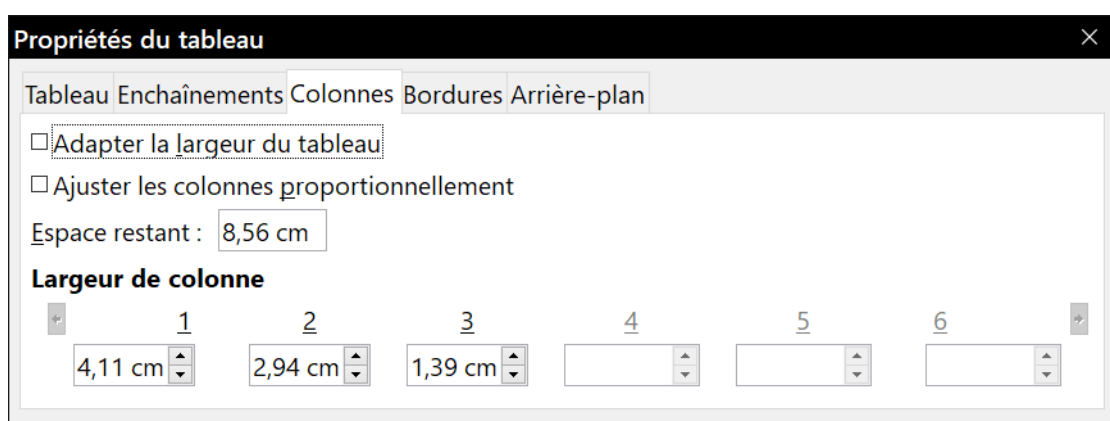 Propriétés du tableau
Tableau Enchaînements Colonnes Bordures Arrière-plan
Adapter la largeur du tableau
Ajuster les colonnes proportionnellement
Espace restant : 8,56 cm
Largeur de colonne
1 2 3 4 5 6
4,11 cm 2,94 cm 1,39 cm